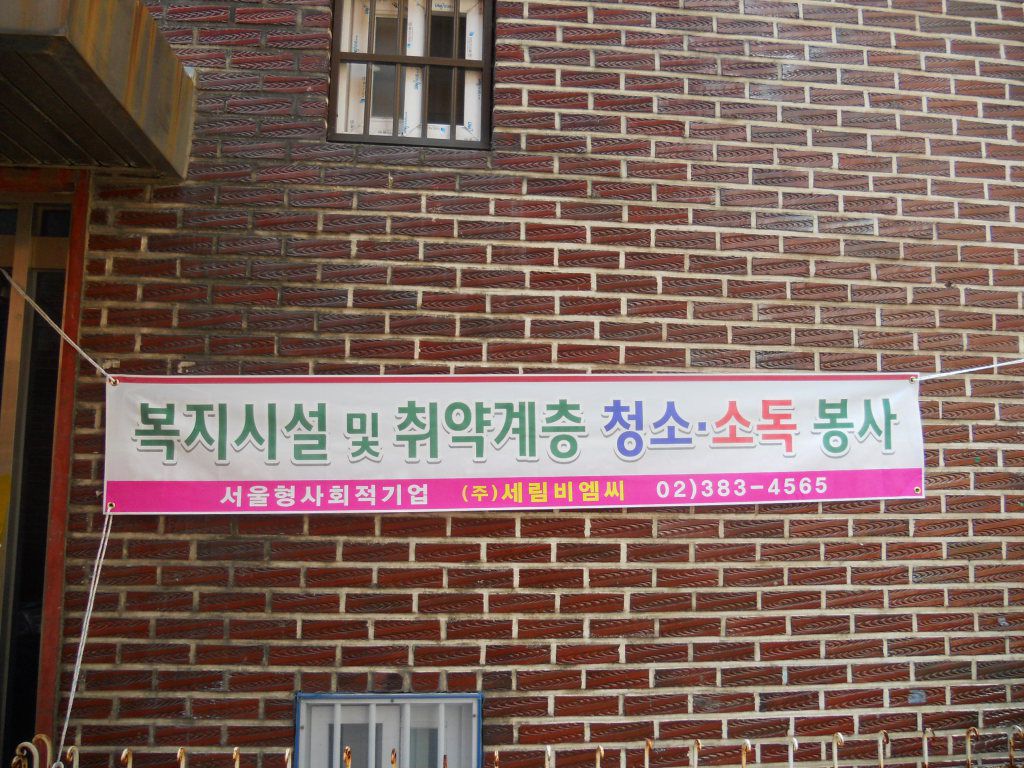 복지시설 및 취약계층 청소·소독 봉사
서울형사회적기업 (주)세림비엠씨 02)383-4565